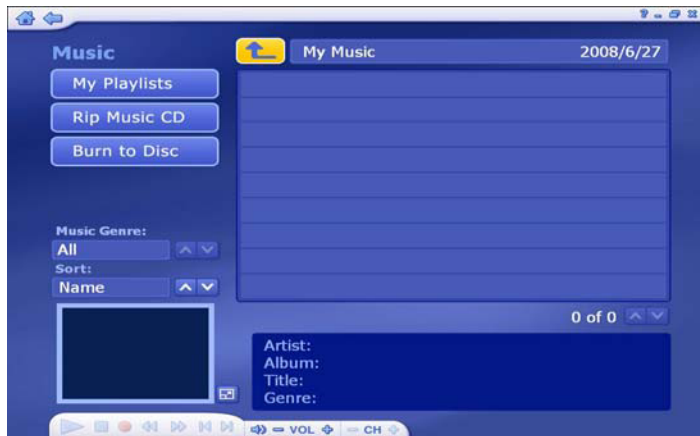 Music
My Music 2008/6/27
My Playlists
Rip Music CD
Burn to Disc
Music Genre:
All
Sort:
Name
0 of 0
Artist:
Album:
Title:
Genre:
VOL
CH